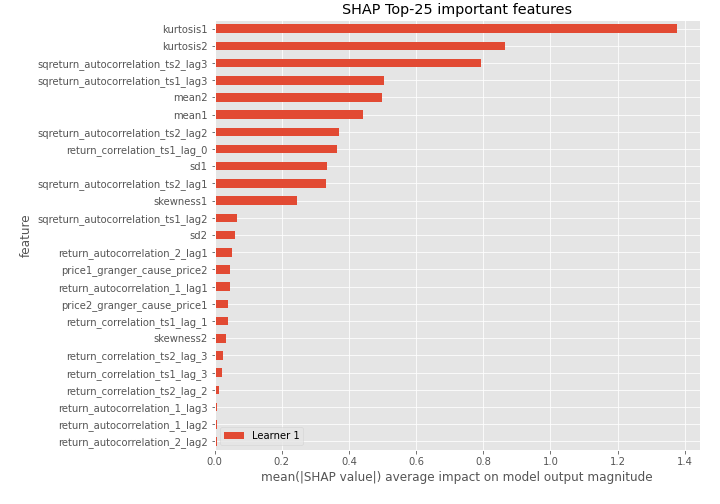 SHAP Top-25 important features
kurtosis1
kurtosis2
sqreturn_autocorrelation_ts2_lag3
sqreturn_autocorrelation_ts1_lag3
mean2
mean1
sqreturn_autocorrelation_ts2_lag2
return_correlation_ts1_lag_0
sd1
sqreturn_autocorrelation_ts2_lag1
skewness1
sqreturn_autocorrelation_ts1_lag2
sd2
return_autocorrelation_2_lag1
price1_granger_cause_price2
return_autocorrelation_1_lag1
price2_granger_cause_price1
return_correlation_ts1_lag_1
skewness2
return_correlation_ts2_lag_3
return_correlation_ts1_lag_3
return_correlation_ts2_lag_2
return_autocorrelation_1_lag3
return_autocorrelation_1_lag2
return_autocorrelation_2_lag2
feature
Learner 1
0.0 0.2 0.4 0.6 0.8 1.0 1.2 1.4
mean(|SHAP value|) average impact on model output magnitude